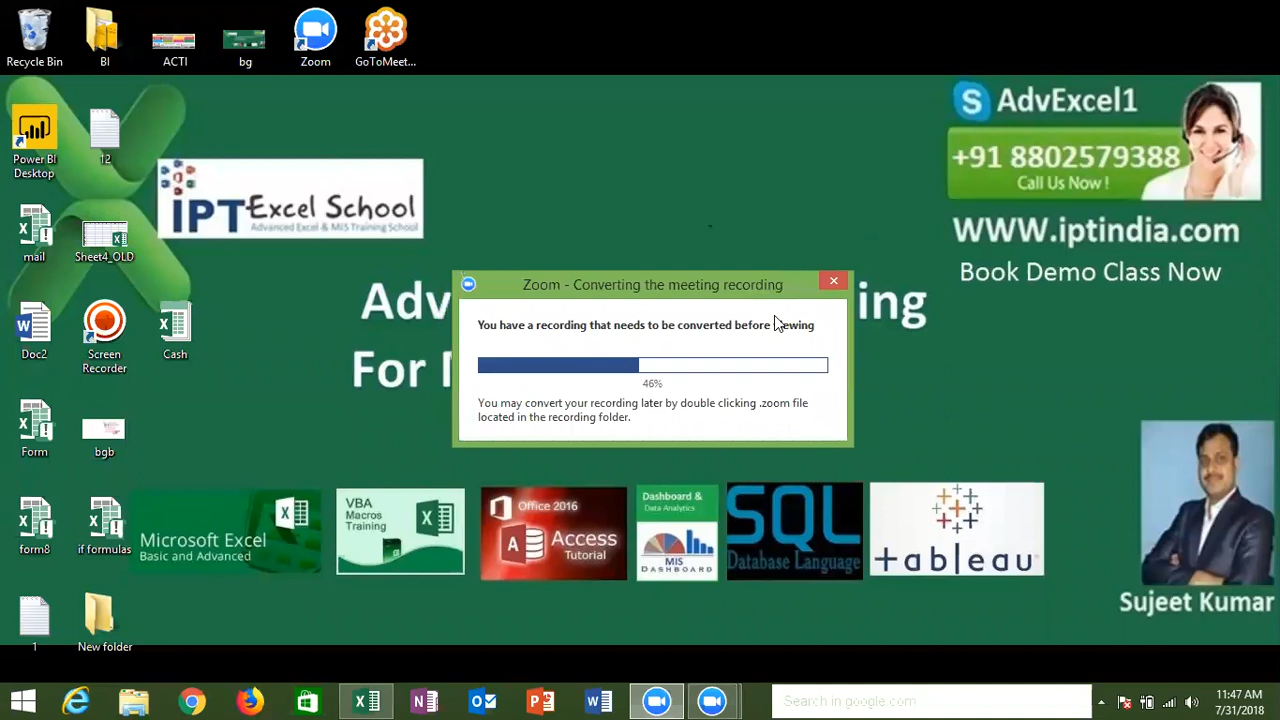 Recycle Bin
BI
ACTI
bg
Zoom
GoToMeet...
Power BI
Desktop
12
mail
Sheet4_OLD
Doc2
Screen
Recorder
Cash
Form
bgb
form8
if formulas
1
New folder
IPT Excel School
Advanced Excel & MIS Training School
AdvExcel1
+91 8802579388
Call Us Now !
WWW.iptindia.com
Book Demo Class Now
Zoom - Converting the meeting recording
You have a recording that needs to be converted before
46%
You may convert your recording later by double clicking .zoom file
located in the recording folder.
Adv
ing
For
Microsoft Excel
Basic and Advanced
VBA
Macros
Training
Office 2016
Access
Tutorial
Dashboard &
Data Analytics
MIS
DASHBOARD
SQL
Database Language
+ableau
Sujeet Kumar
Search in google.com
11:47 AM
7/31/2018